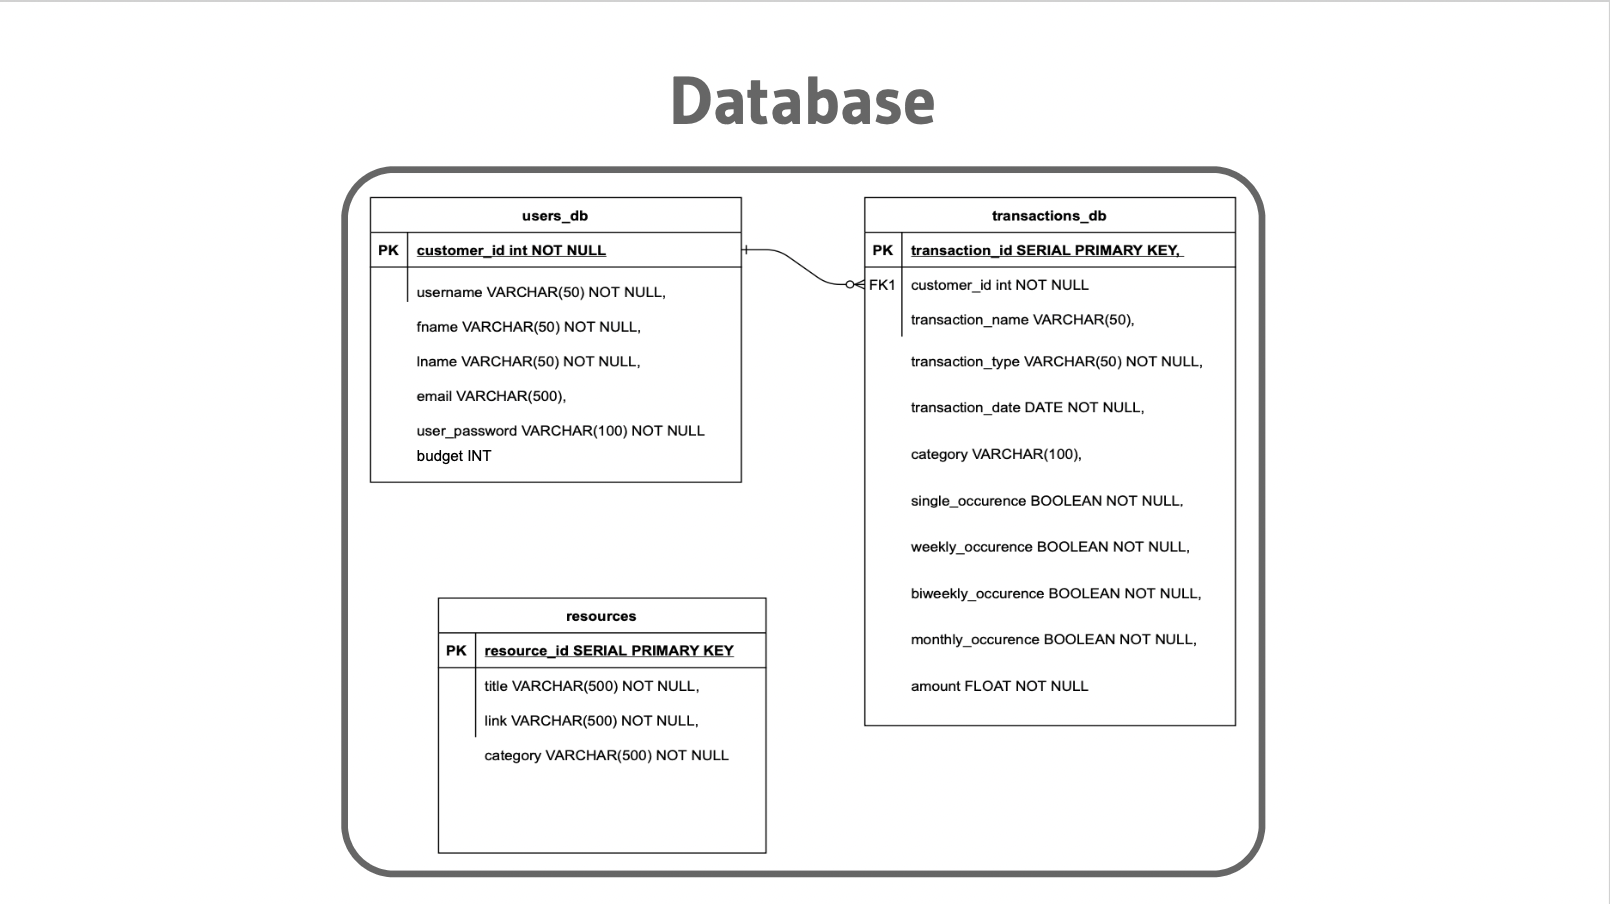 Database
users_db
PK customer_id int NOT NULL
username VARCHAR(50) NOT NULL,
fname VARCHAR(50) NOT NULL,
lname VARCHAR(50) NOT NULL,
email VARCHAR(500),
user_password VARCHAR(100) NOT NULL
budget INT
transactions_db
PK transaction_id SERIAL PRIMARY KEY,
FK1 customer_id int NOT NULL
transaction_name VARCHAR(50),
transaction_type VARCHAR(50) NOT NULL,
transaction_date DATE NOT NULL,
category VARCHAR(100),
single_occurence BOOLEAN NOT NULL,
weekly_occurence BOOLEAN NOT NULL,
biweekly_occurence BOOLEAN NOT NULL,
monthly_occurence BOOLEAN NOT NULL,
amount FLOAT NOT NULL
resources
PK resource_id SERIAL PRIMARY KEY
title VARCHAR(500) NOT NULL,
link VARCHAR(500) NOT NULL,
category VARCHAR(500) NOT NULL